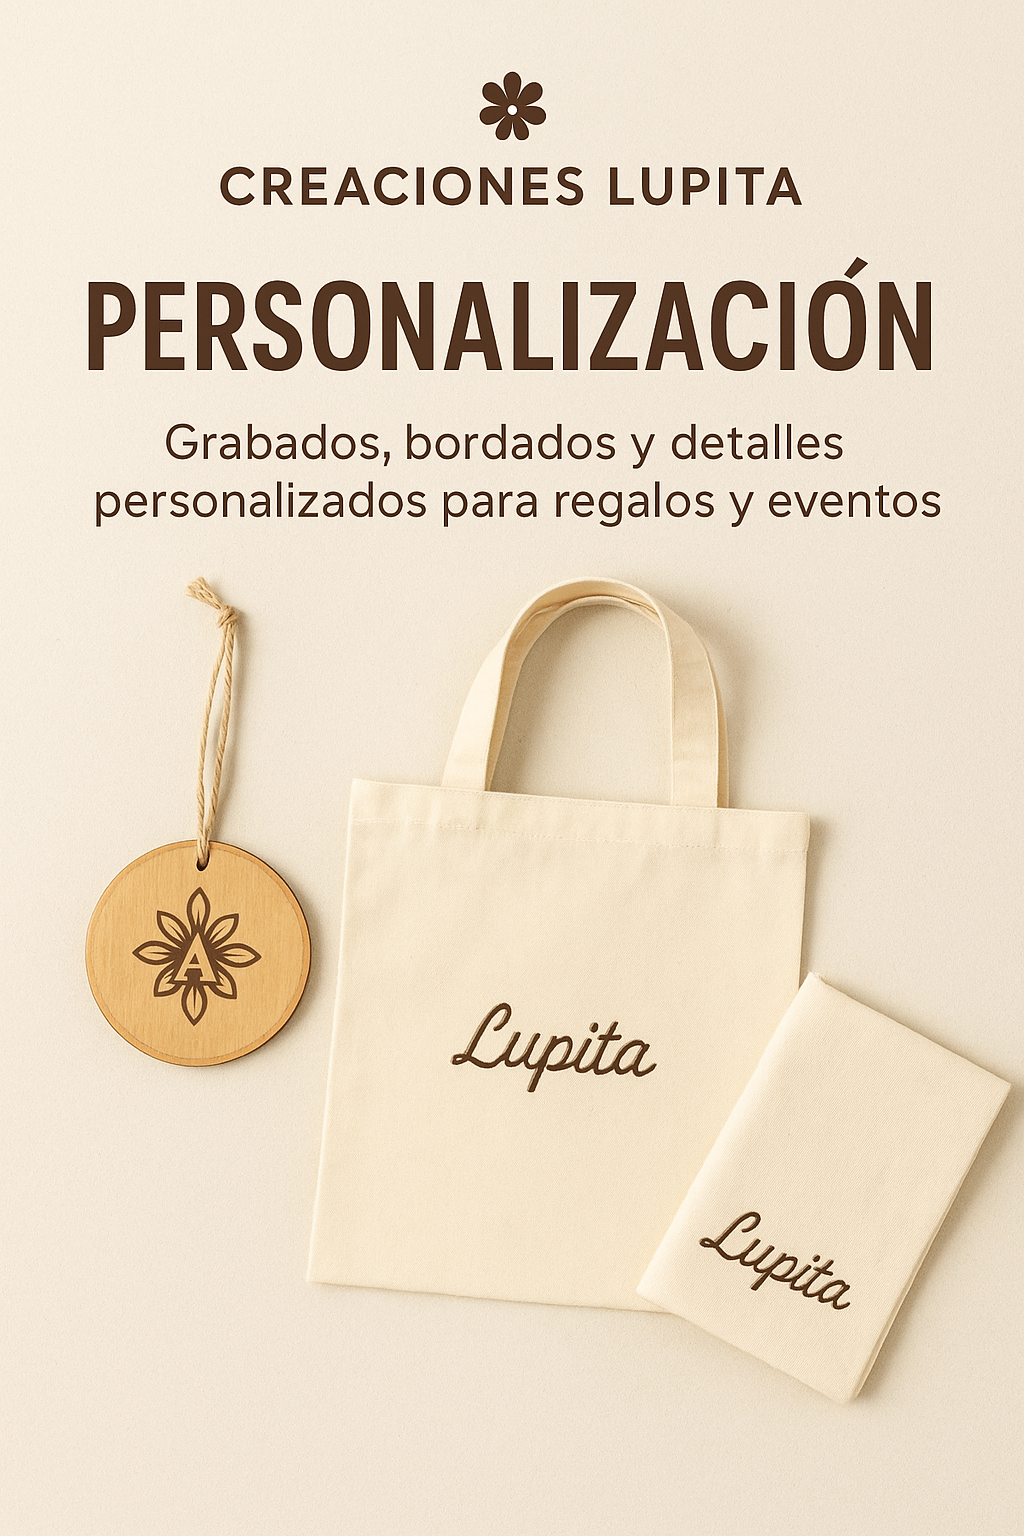 CREACIONES LUPITA
PERSONALIZACIÓN
Grabados, bordados y detalles
personalizados para regalos y eventos
A
Lupita
Lupita